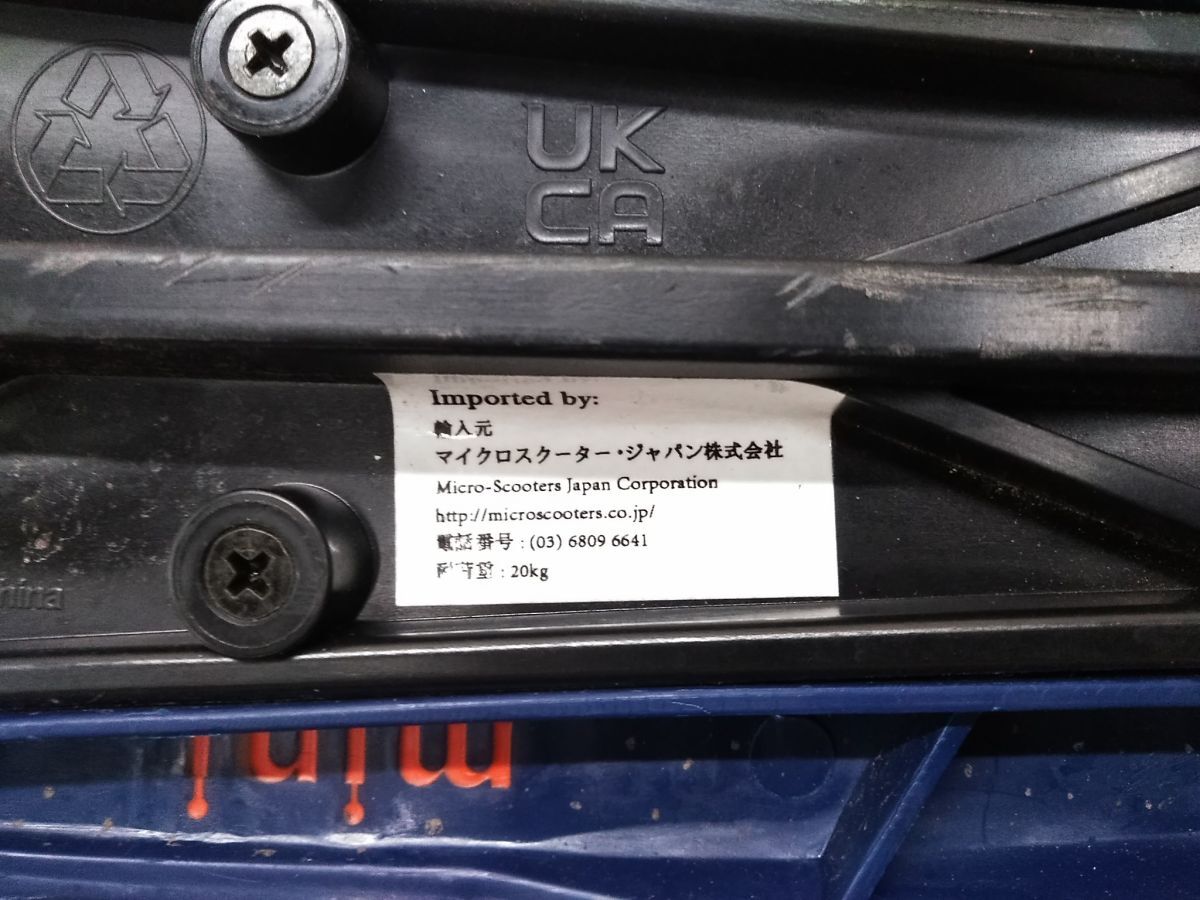 UK
CA
Imported by:
輸入元
マイクロスクーター・ジャパン株式会社
Micro-Scooters Japan Corporation
http://microscooters.co.jp/
電話番号 : (03) 6809 6641
耐荷重 : 20kg
mini